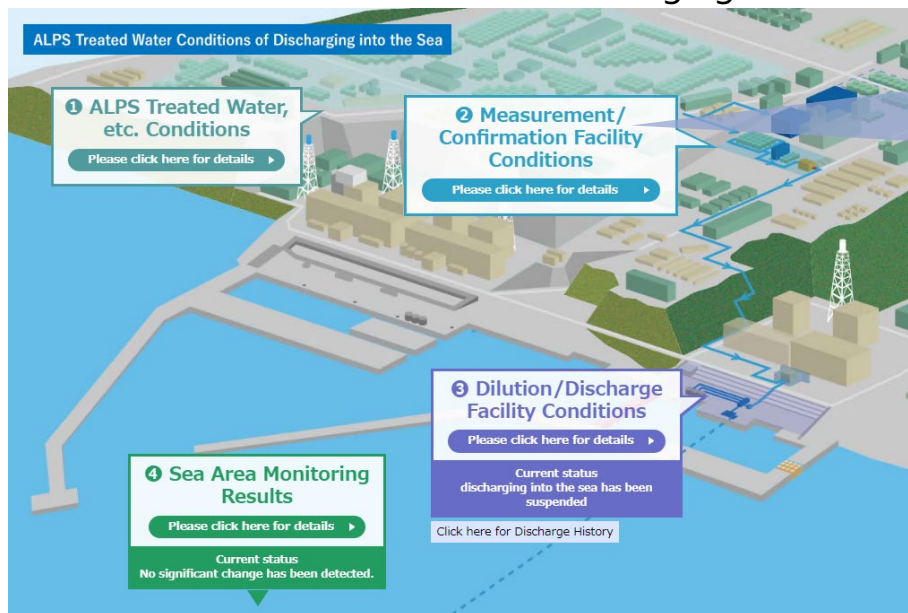 ALPS Treated Water Conditions of Discharging into the Sea
❶ ALPS Treated Water,
etc. Conditions
Please click here for details
❷ Measurement/
Confirmation Facility
Conditions
Please click here for details
❸ Dilution/Discharge
Facility Conditions
Please click here for details
Current status
discharging into the sea has been
suspended
Click here for Discharge History
❹ Sea Area Monitoring
Results
Please click here for details
Current status
No significant change has been detected.